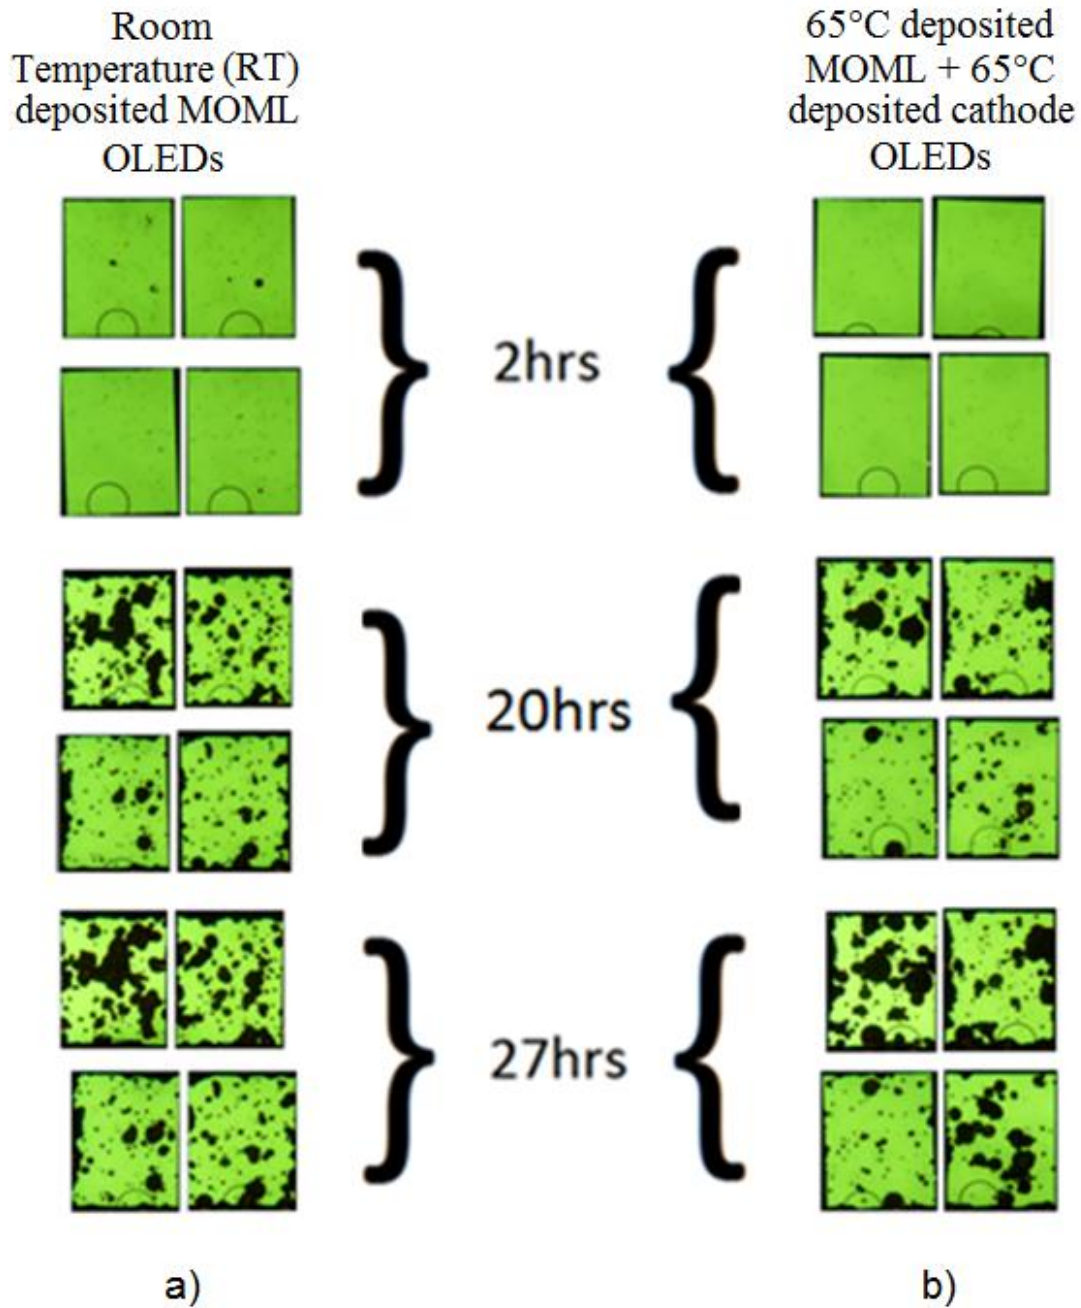 Room
Temperature (RT)
deposited MOML
OLEDs
65°C deposited
MOML + 65°C
deposited cathode
OLEDs
2hrs
20hrs
27hrs
a)
b)